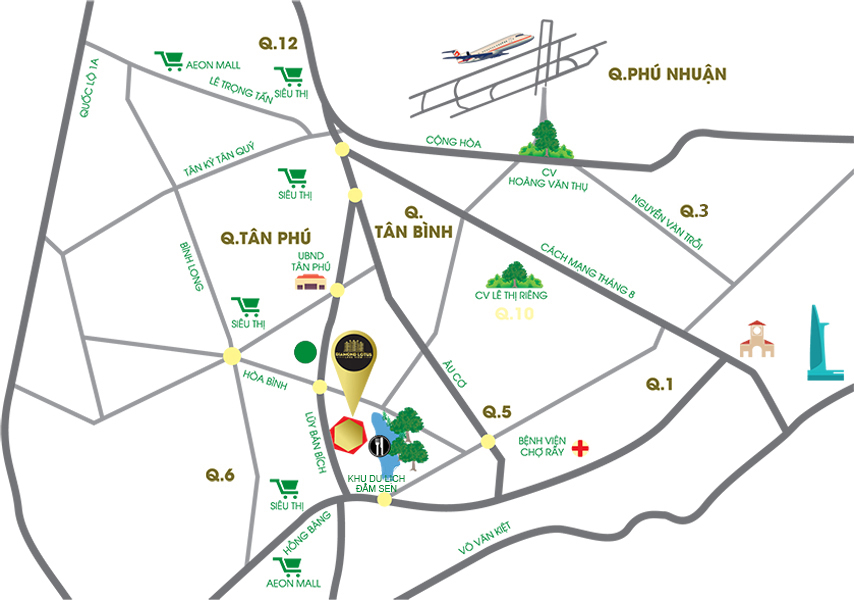 Q.12
AEON MALL
QUỐC LỘ 1A
LÊ TRỌNG TẤN
SIÊU THỊ
Q.PHÚ NHUẬN
CỘNG HÒA
TÂN KỲ TÂN QUÝ
CV
HOÀNG VĂN THỤ
SIÊU THỊ
NGUYỄN VĂN TRỖI
Q.3
Q.
TÂN BÌNH
Q.TÂN PHÚ
BÌNH LONG
UBND
TÂN PHÚ
CÁCH MẠNG THÁNG 8
CV LÊ THỊ RIÊNG
Q.10
SIÊU THỊ
DIAMOND LOTUS
HÒA BÌNH
ÂU CƠ
Q.1
LŨY BÁN BÍCH
Q.5
BỆNH VIỆN
CHỢ RẪY
Q.6
KHU DU LỊCH
ĐẦM SEN
SIÊU THỊ
HỒNG BÀNG
VÕ VĂN KIỆT
AEON MALL